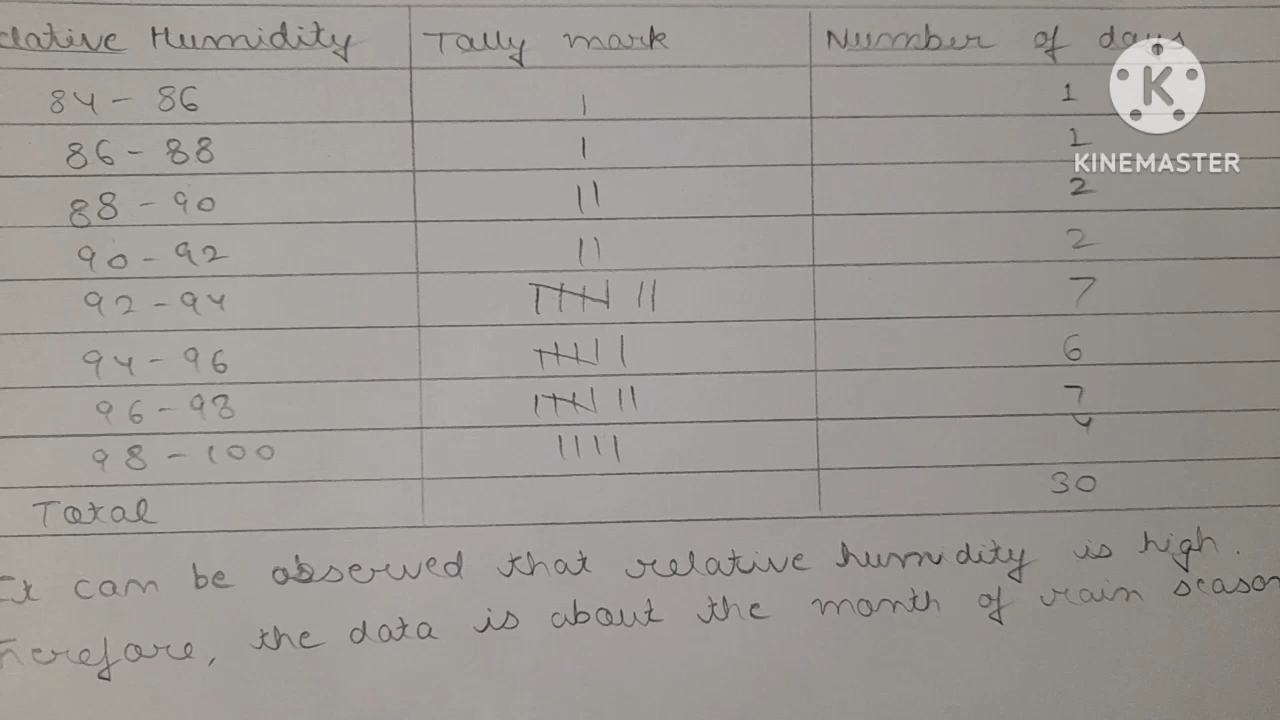 elative Humidity Tally mark Number of days
84 - 86 | 1
86 - 88 | 1
88 - 90 || 2
90 - 92 || 2
92 - 94 |||| || 7
94 - 96 |||| | 6
96 - 98 |||| || 7
98 - 100 |||| 4
Total 30
It can be observed that relative humidity is high.
herefore, the data is about the month of rain season
K
KINEMASTER